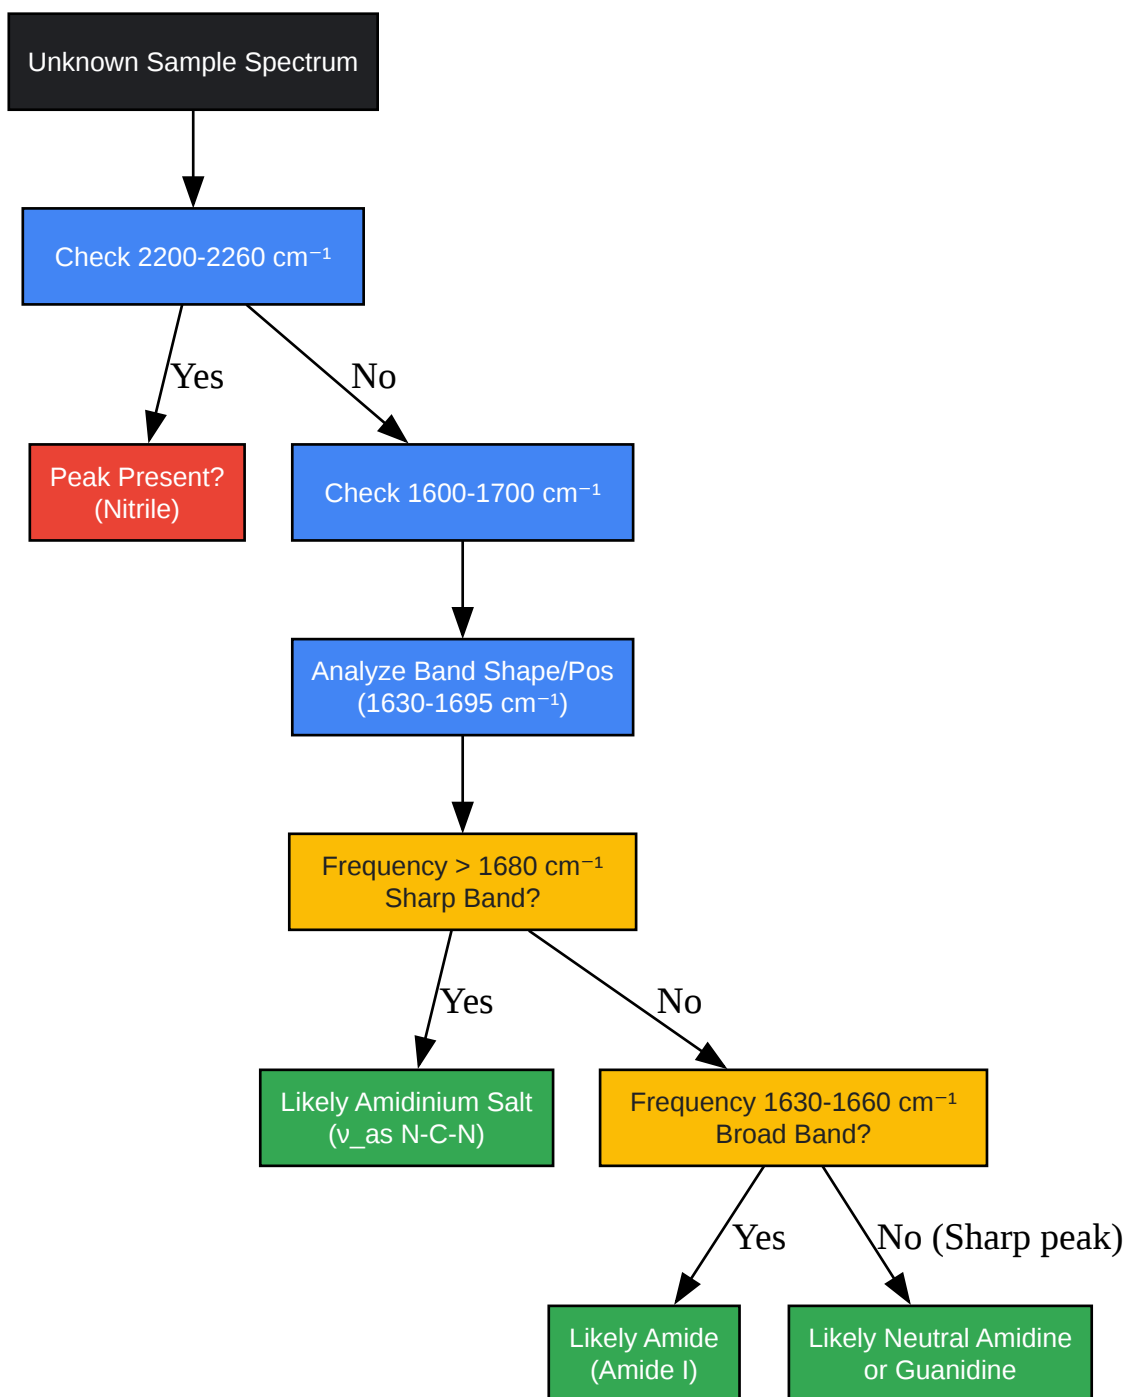 Unknown Sample Spectrum
Check 2200-2260 cm⁻¹
Yes
No
Peak Present?
(Nitrile)
Check 1600-1700 cm⁻¹
Analyze Band Shape/Pos
(1630-1695 cm⁻¹)
Frequency > 1680 cm⁻¹
Sharp Band?
Yes
No
Likely Amidinium Salt
(ν_as N-C-N)
Frequency 1630-1660 cm⁻¹
Broad Band?
Yes
No (Sharp peak)
Likely Amide
(Amide I)
Likely Neutral Amidine
or Guanidine